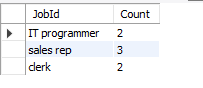 JobId Count
IT programmer 2
sales rep 3
clerk 2